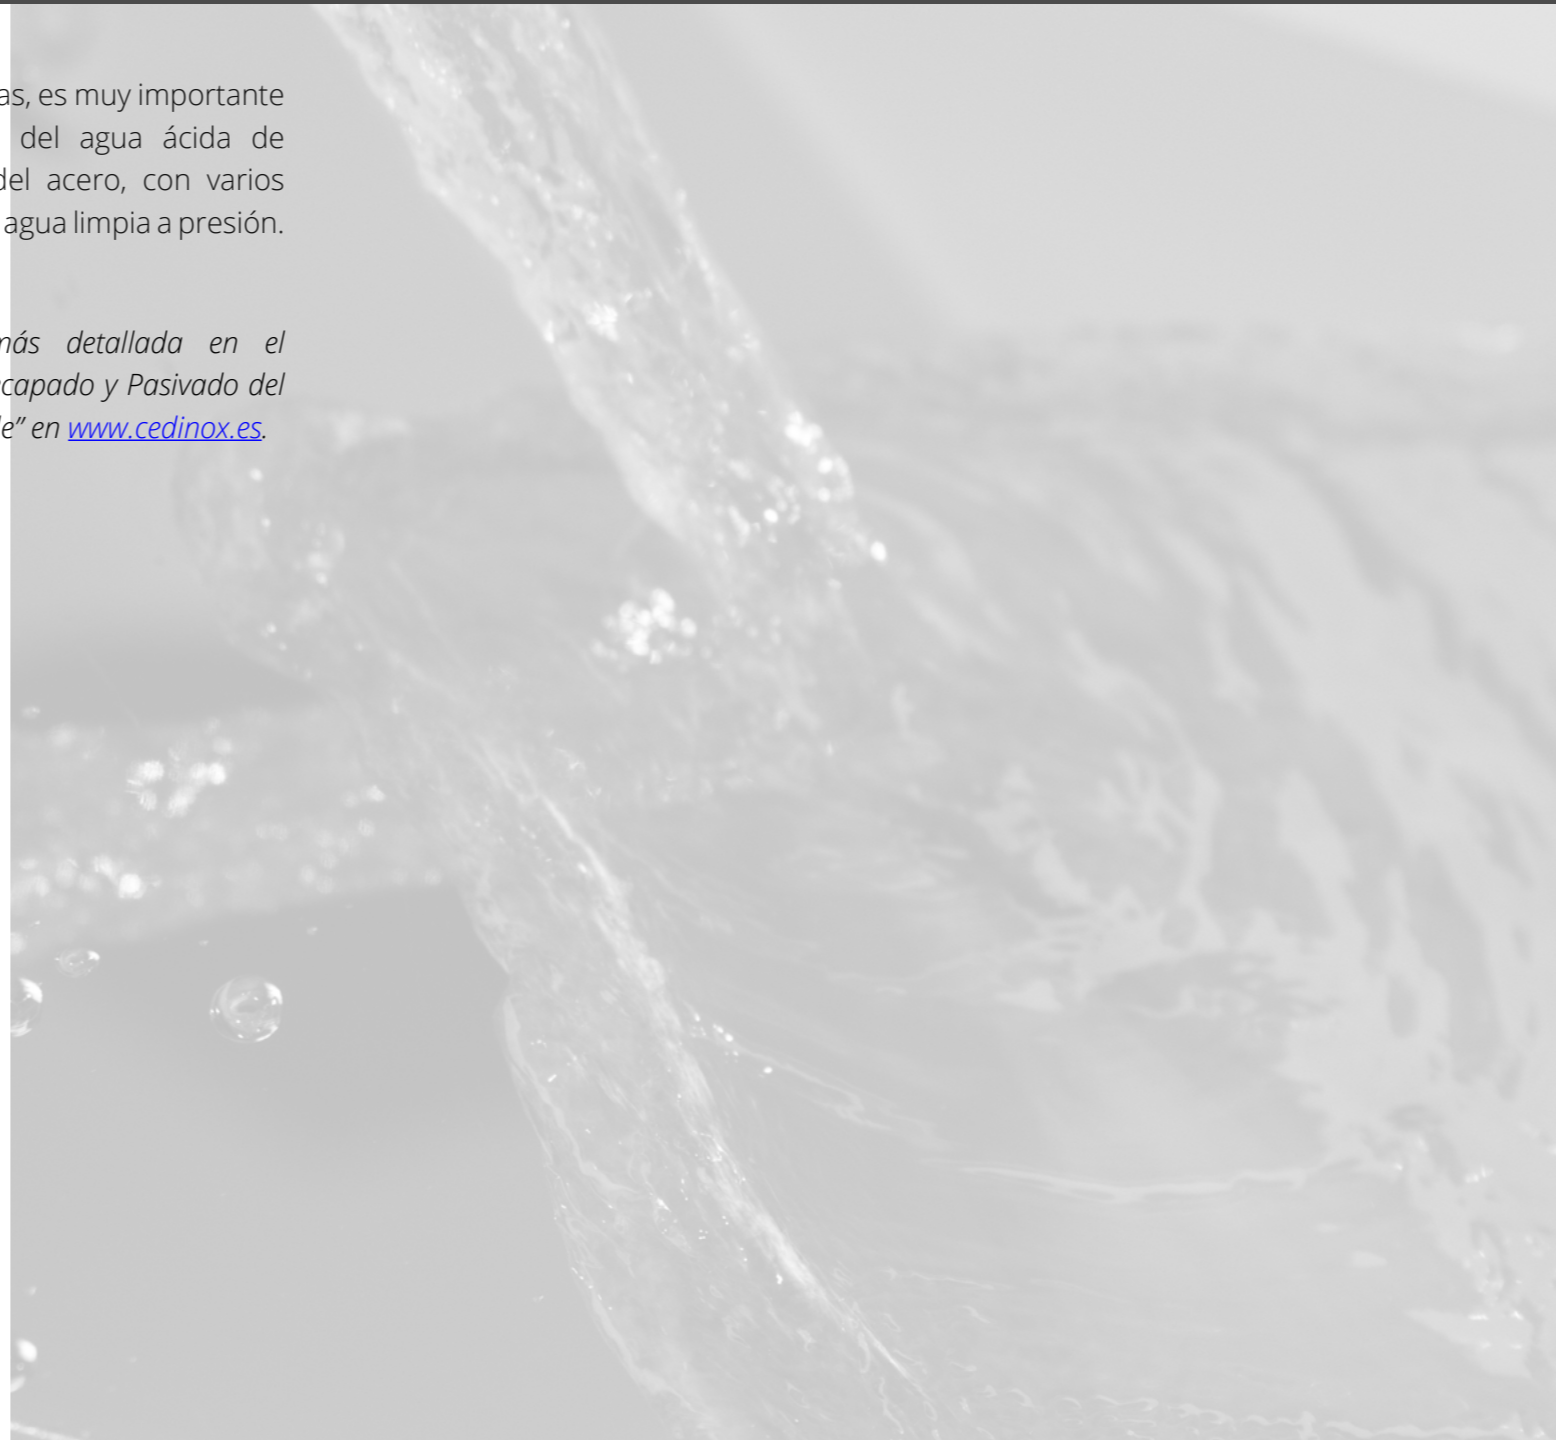 as, es muy importante
del agua ácida de
del acero, con varios
agua limpia a presión.
más detallada en el
capado y Pasivado del
e” en www.cedinox.es.